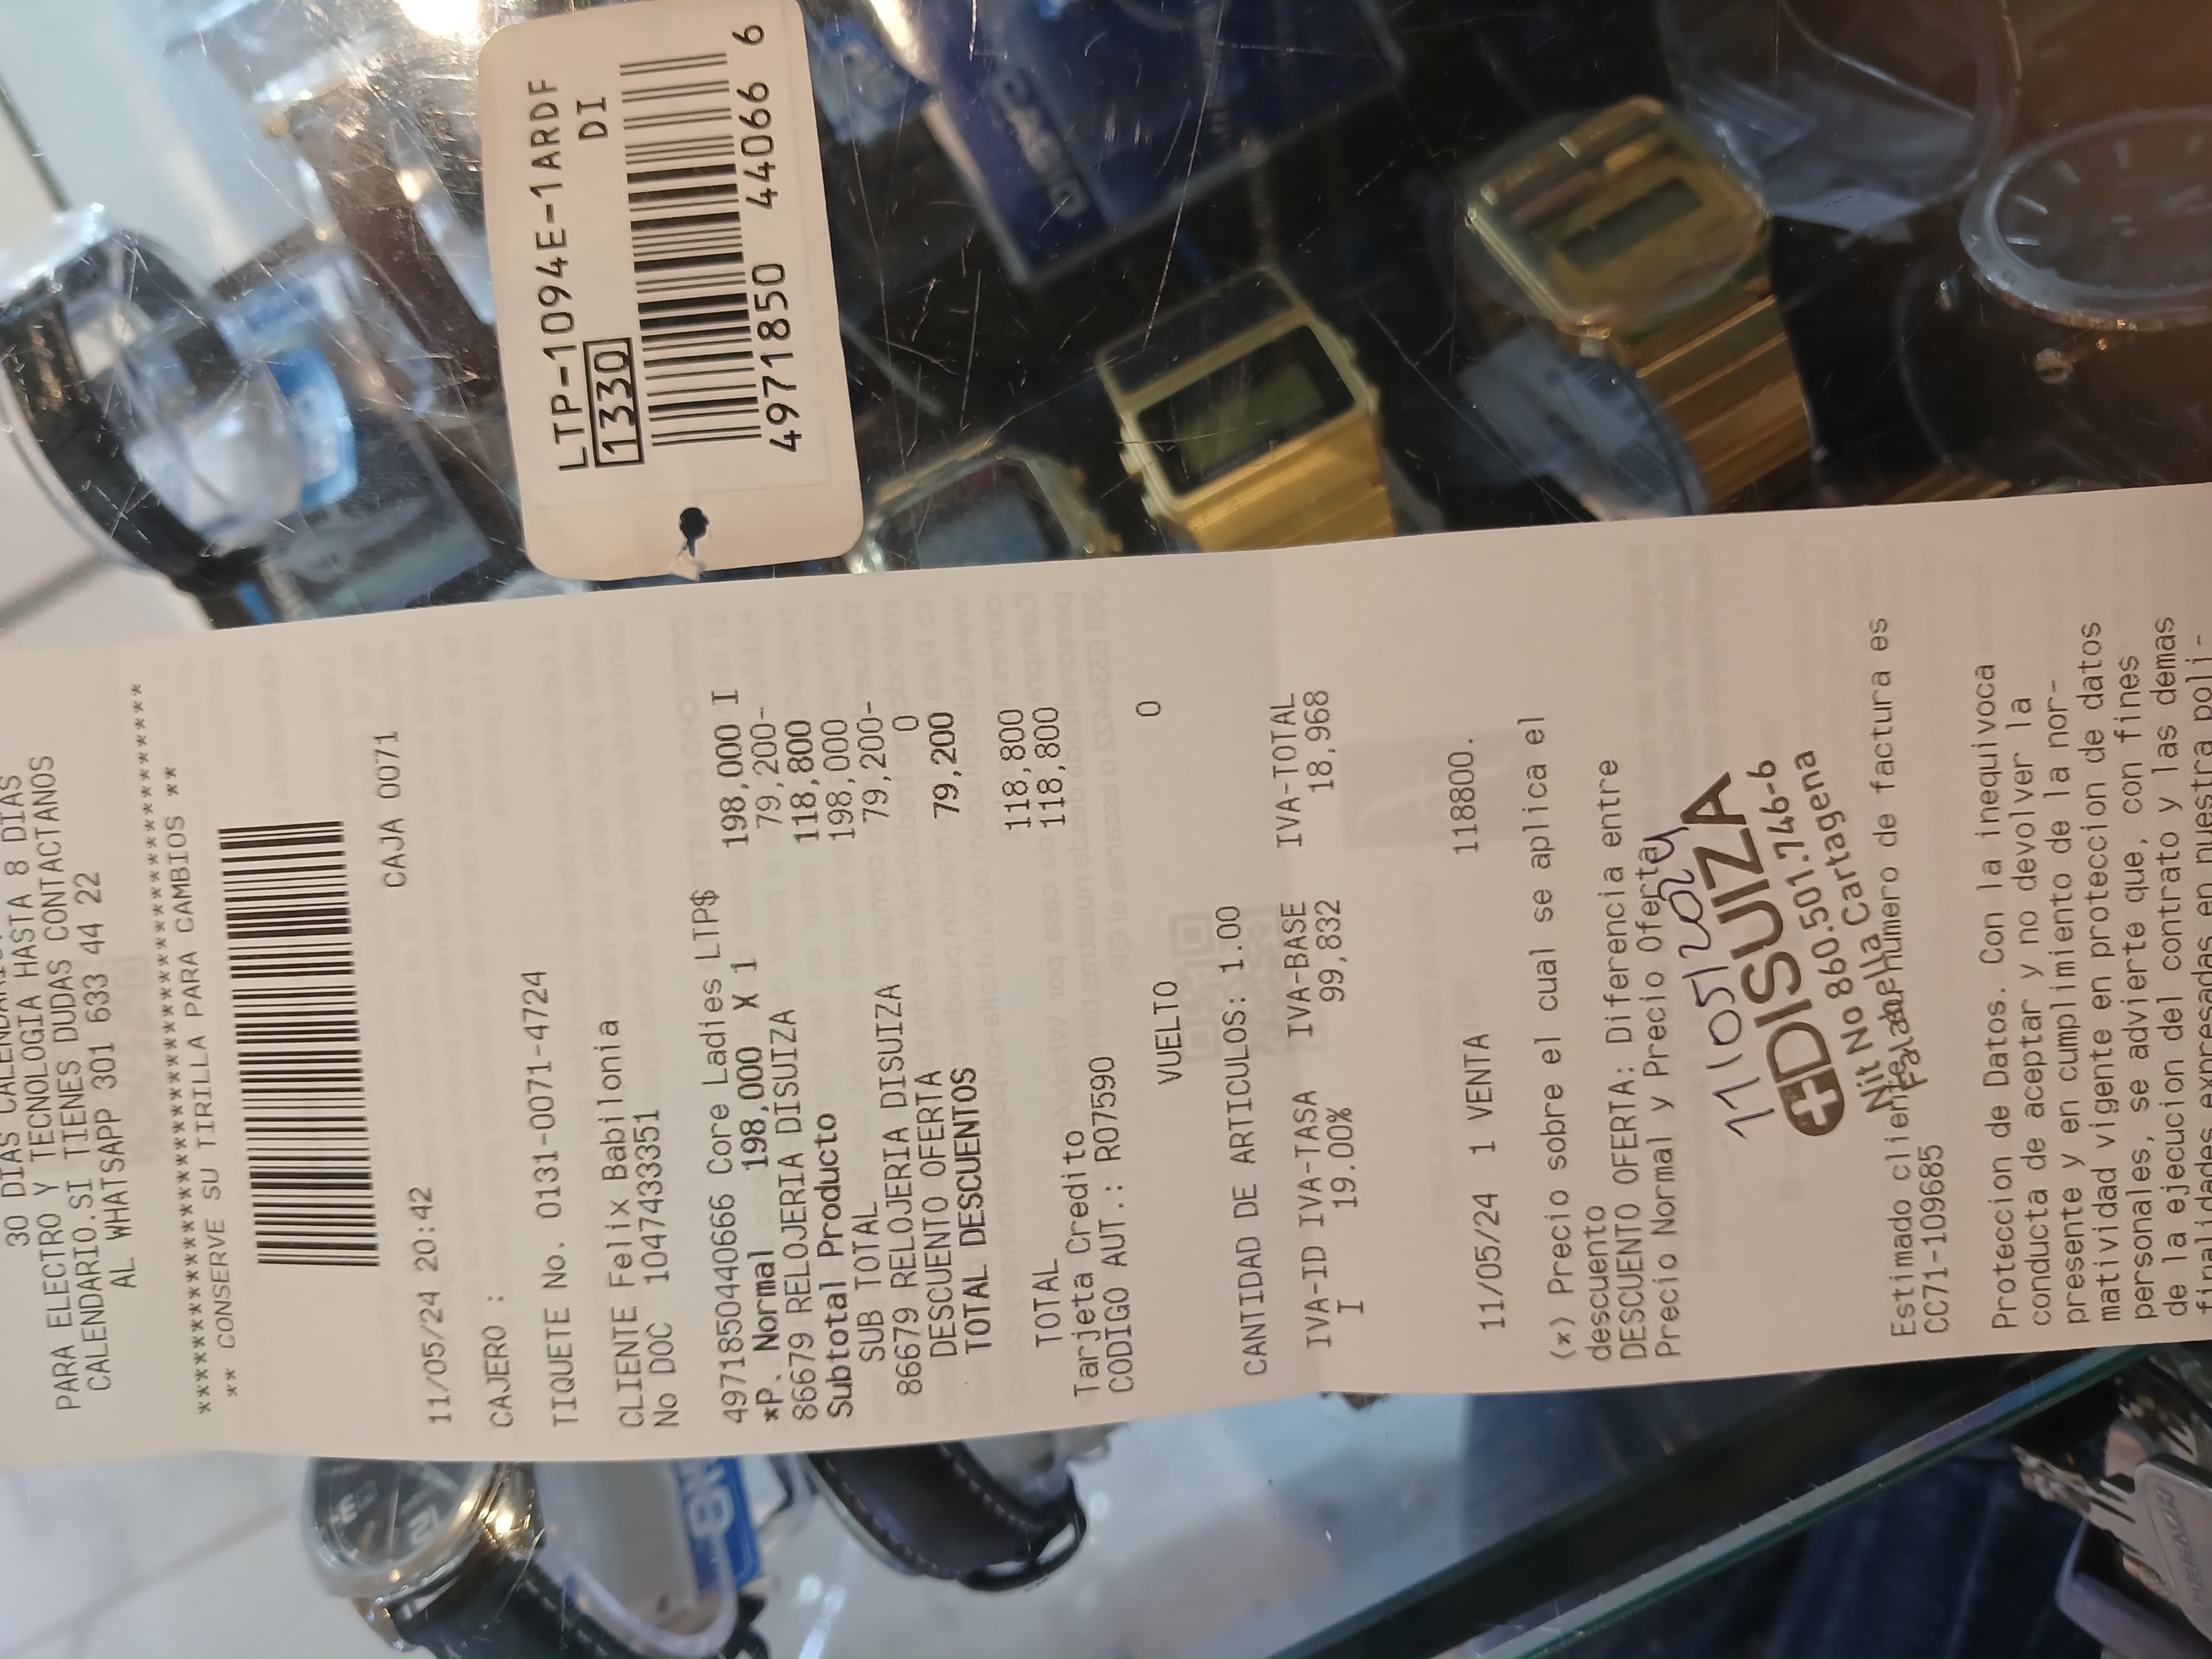 LTP-1094E-1ARDF
1330 DI
4971850 44066 6
CASIO
30 DIAS
PARA ELECTRO Y TECNOLOGIA HASTA 8 DIAS
CALENDARIO.SI TIENES DUDAS CONTACTANOS
AL WHATSAPP 301 633 44 22
** CONSERVE SU TIRILLA PARA CAMBIOS **
CAJA 0071
11/05/24 20:42
CAJERO :
TIQUETE No. 0131-0071-4724
CLIENTE Felix Babilonia
No DOC 1047433351
4971850440666 Core Ladies LTP$
*P. Normal 198,000 X 1 198,000 I
86679 RELOJERIA DISUIZA 79,200-
Subtotal Producto 118,800
SUB TOTAL 198,000
86679 RELOJERIA DISUIZA 79,200-
DESCUENTO OFERTA 0
TOTAL DESCUENTOS 79,200
TOTAL 118,800
Tarjeta Credito 118,800
CODIGO AUT.: R07590
VUELTO 0
CANTIDAD DE ARTICULOS: 1.00
IVA-ID IVA-TASA IVA-BASE IVA-TOTAL
I 19.00% 99,832 18,968
11/05/24 1 VENTA 118800.
(*) Precio sobre el cual se aplica el
descuento
DESCUENTO OFERTA: Diferencia entre
Precio Normal y Precio Oferta
11/05/2024
DISUIZA
Nit No 860.501.746-6
Falabella Cartagena
Estimado cliente, su numero de factura es
CC71-109685
Proteccion de Datos. Con la inequivoca
conducta de aceptar y no devolver la
presente y en cumplimiento de la nor-
matividad vigente en proteccion de datos
personales, se advierte que, con fines
de la ejecucion del contrato y las demas
finalidades expresadas en nuestra poli-